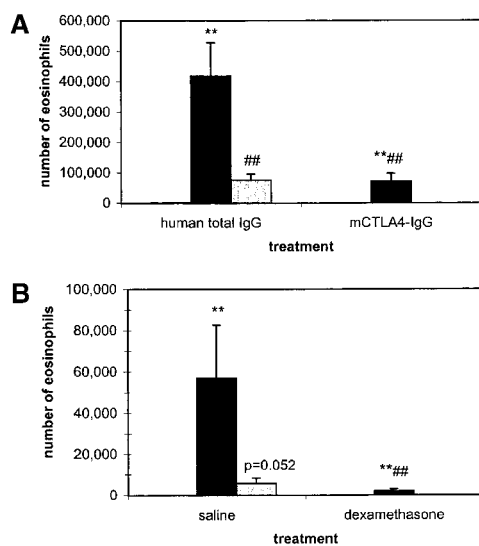 A
600,000
500,000
400,000
300,000
200,000
100,000
0
number of eosinophils
**
##
**##
human total IgG
mCTLA4-IgG
treatment
B
100,000
80,000
60,000
40,000
20,000
0
number of eosinophils
**
p=0.052
**##
saline
dexamethasone
treatment